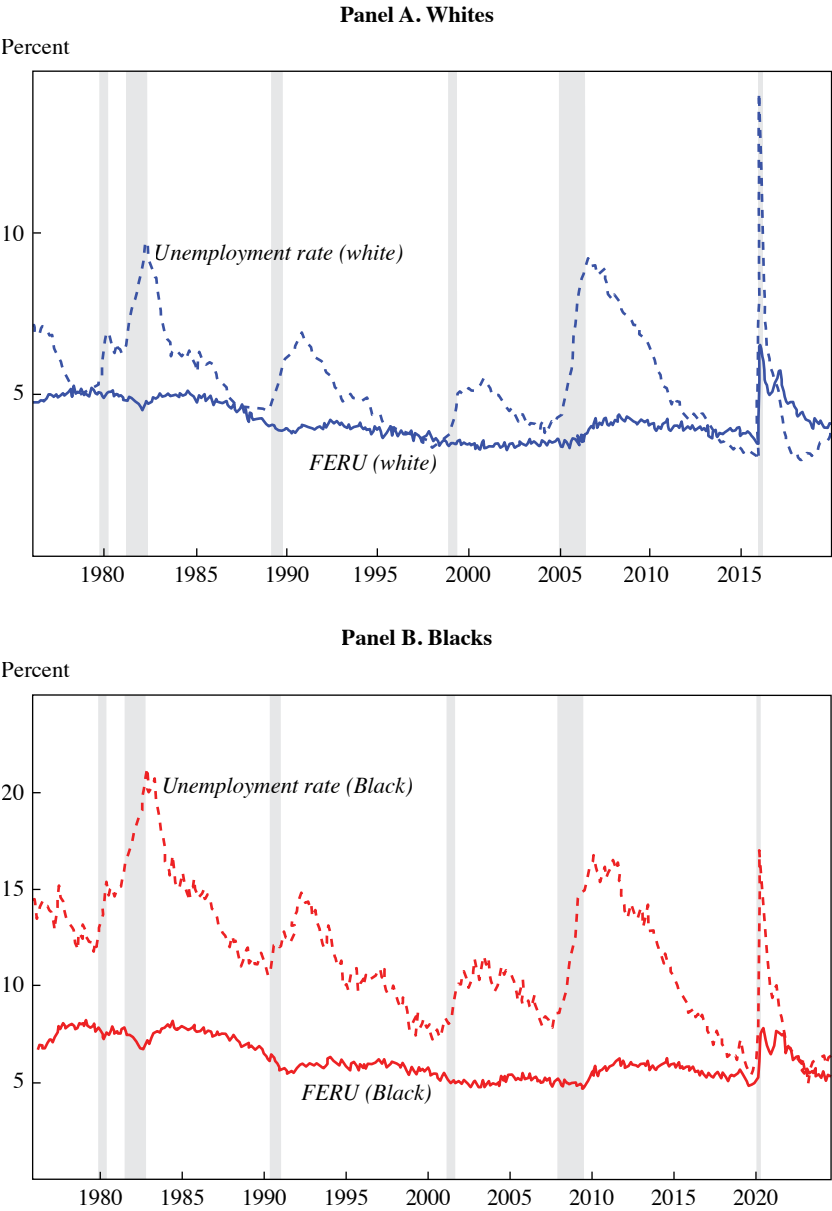 Panel A. Whites
Percent
10
Unemployment rate (white)
5
FERU (white)
1980 1985 1990 1995 2000 2005 2010 2015
Panel B. Blacks
Percent
20
Unemployment rate (Black)
15
10
5
FERU (Black)
1980 1985 1990 1995 2000 2005 2010 2015 2020